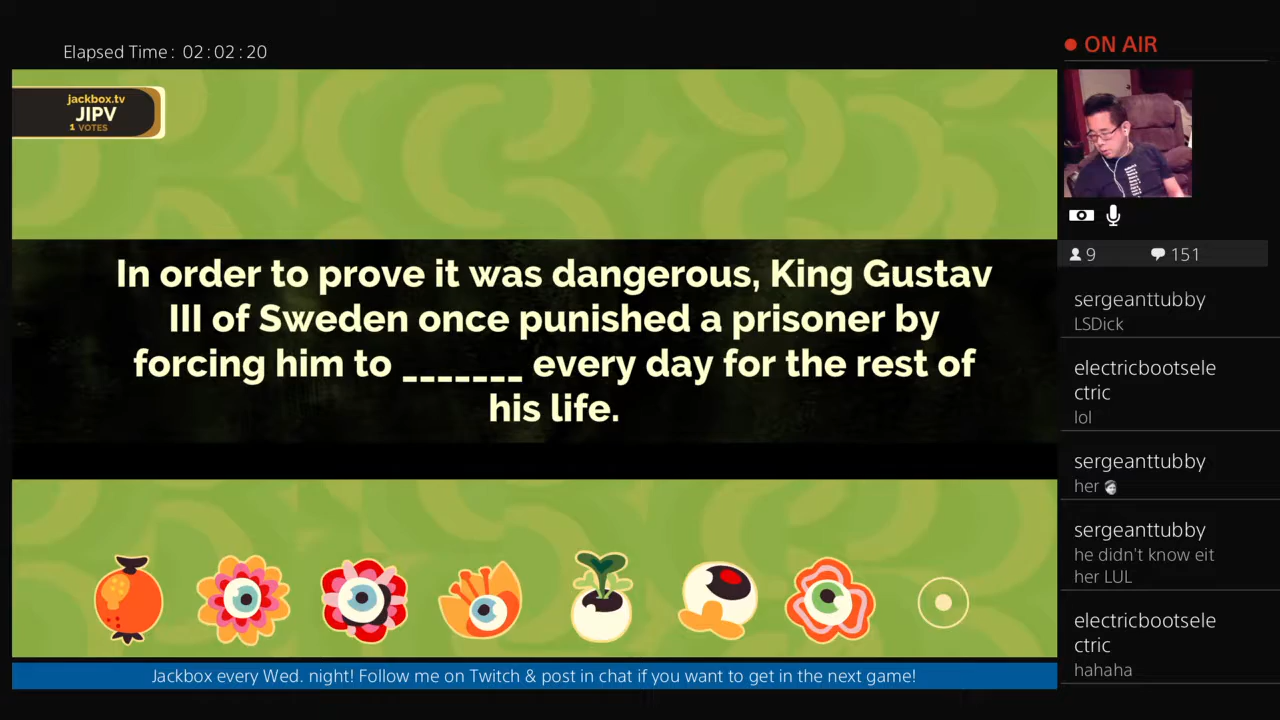 Elapsed Time: 02:02:20
ON AIR
jackbox.tv
JIPV
1 VOTES
In order to prove it was dangerous, King Gustav
III of Sweden once punished a prisoner by
forcing him to _______ every day for the rest of
his life.
9 151
sergeanttubby
LSDick
electricbootsele
ctric
lol
sergeanttubby
her
sergeanttubby
he didn't know eit
her LUL
electricbootsele
ctric
hahaha
Jackbox every Wed. night! Follow me on Twitch & post in chat if you want to get in the next game!